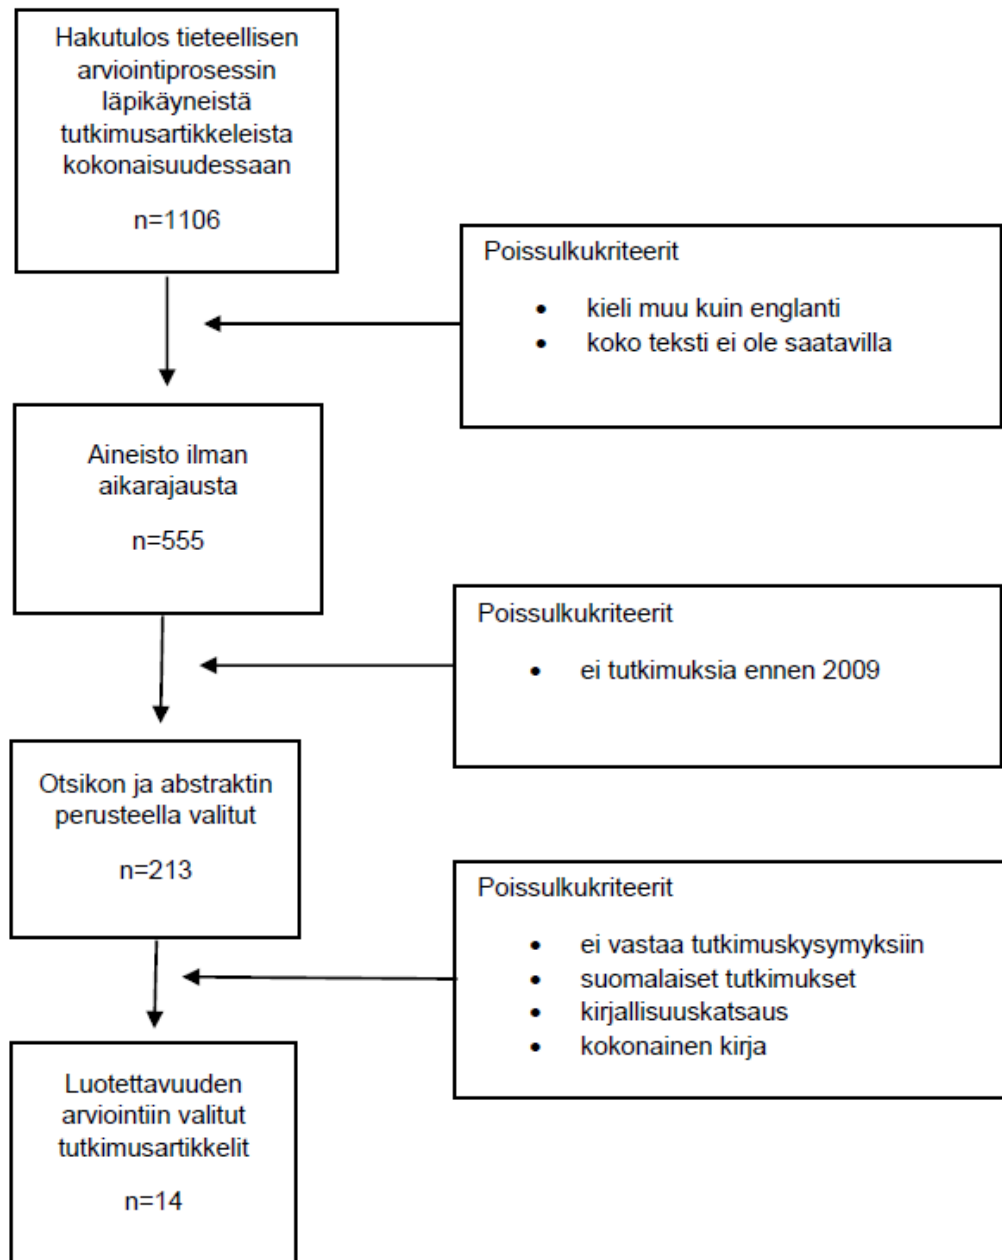 Hakutulos tieteellisen
arviointiprosessin
läpikäyneistä
tutkimusartikkeleista
kokonaisuudessaan
n=1106
Poissulkukriteerit
• kieli muu kuin englanti
• koko teksti ei ole saatavilla
Aineisto ilman
aikarajausta
n=555
Poissulkukriteerit
• ei tutkimuksia ennen 2009
Otsikon ja abstraktin
perusteella valitut
n=213
Poissulkukriteerit
• ei vastaa tutkimuskysymyksiin
• suomalaiset tutkimukset
• kirjallisuuskatsaus
• kokonainen kirja
Luotettavuuden
arviointiin valitut
tutkimusartikkelit
n=14